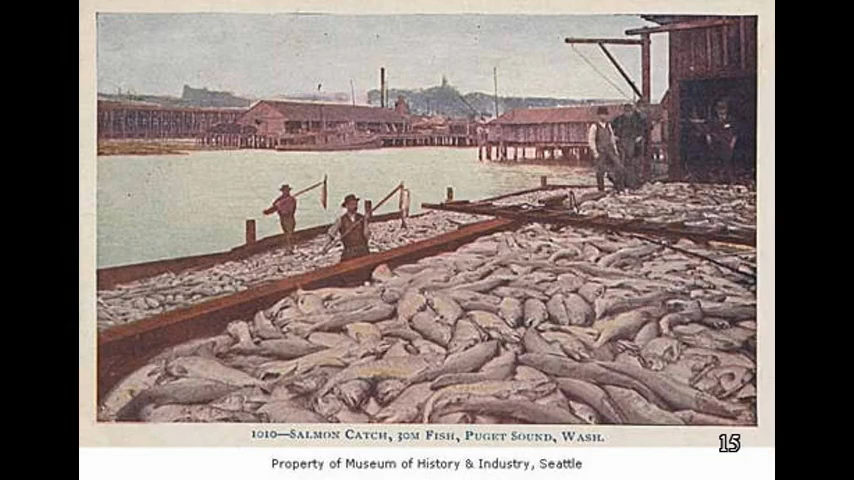 1010—Salmon Catch, 30M Fish, Puget Sound, Wash.
15
Property of Museum of History & Industry, Seattle